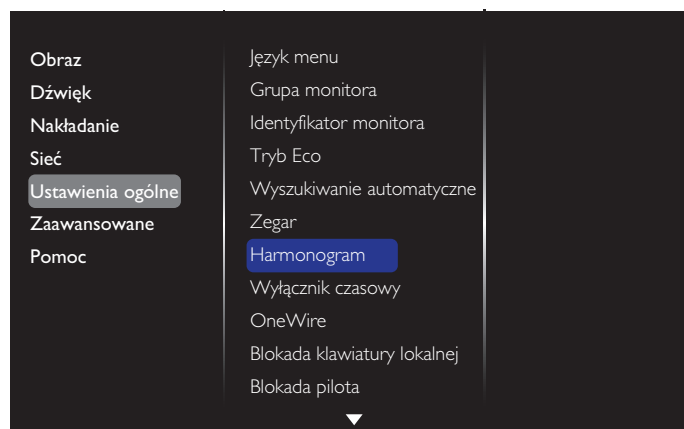 Obraz
Dźwięk
Nakładanie
Sieć
Ustawienia ogólne
Zaawansowane
Pomoc
Język menu
Grupa monitora
Identyfikator monitora
Tryb Eco
Wyszukiwanie automatyczne
Zegar
Harmonogram
Wyłącznik czasowy
OneWire
Blokada klawiatury lokalnej
Blokada pilota